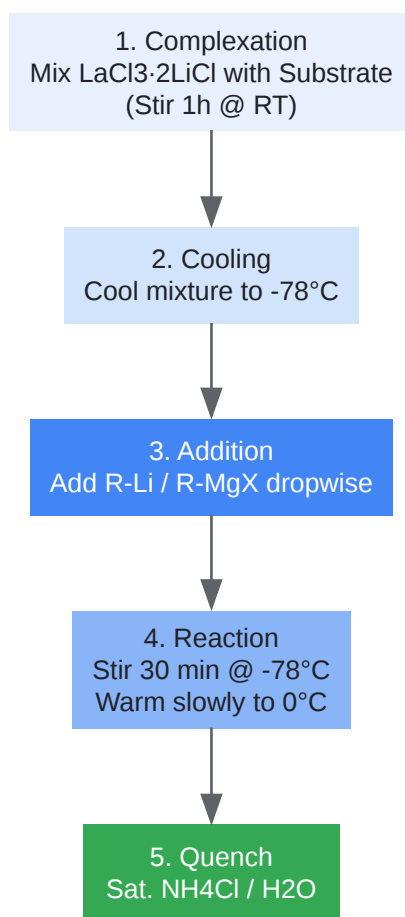 1. Complexation
Mix LaCl3·2LiCl with Substrate
(Stir 1h @ RT)
2. Cooling
Cool mixture to -78°C
3. Addition
Add R-Li / R-MgX dropwise
4. Reaction
Stir 30 min @ -78°C
Warm slowly to 0°C
5. Quench
Sat. NH4Cl / H2O